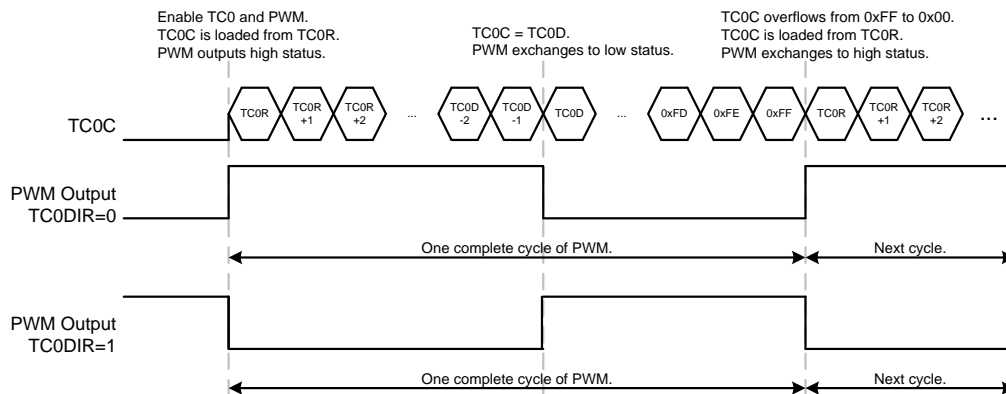 Enable TC0 and PWM.
TC0C is loaded from TC0R.
PWM outputs high status.
TC0C = TC0D.
PWM exchanges to low status.
TC0C overflows from 0xFF to 0x00.
TC0C is loaded from TC0R.
PWM exchanges to high status.
TC0C
TC0R
TC0R
+1
TC0R
+2
...
TC0D
-2
TC0D
-1
TC0D
...
0xFD
0xFE
0xFF
TC0R
TC0R
+1
TC0R
+2
...
PWM Output
TC0DIR=0
One complete cycle of PWM.
Next cycle.
PWM Output
TC0DIR=1
One complete cycle of PWM.
Next cycle.